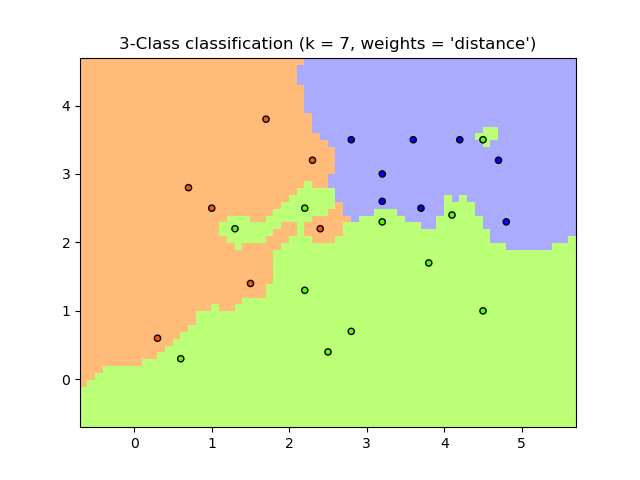 3-Class classification (k = 7, weights = 'distance')
4
3
2
1
0
0 1 2 3 4 5